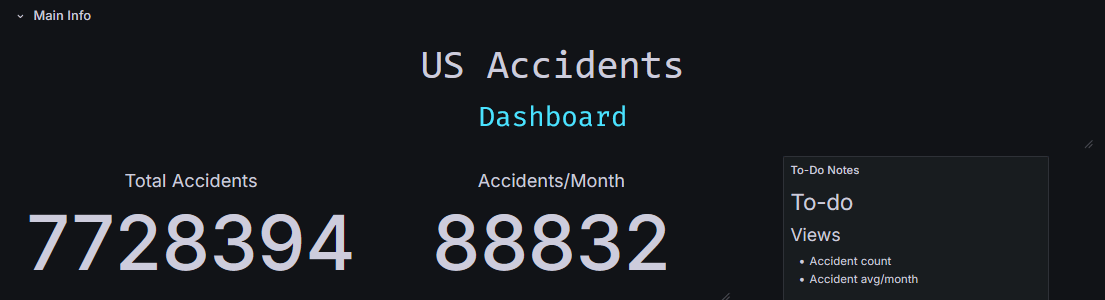 Main Info
US Accidents
Dashboard
Total Accidents
7728394
Accidents/Month
88832
To-Do Notes
To-do
Views
Accident count
Accident avg/month